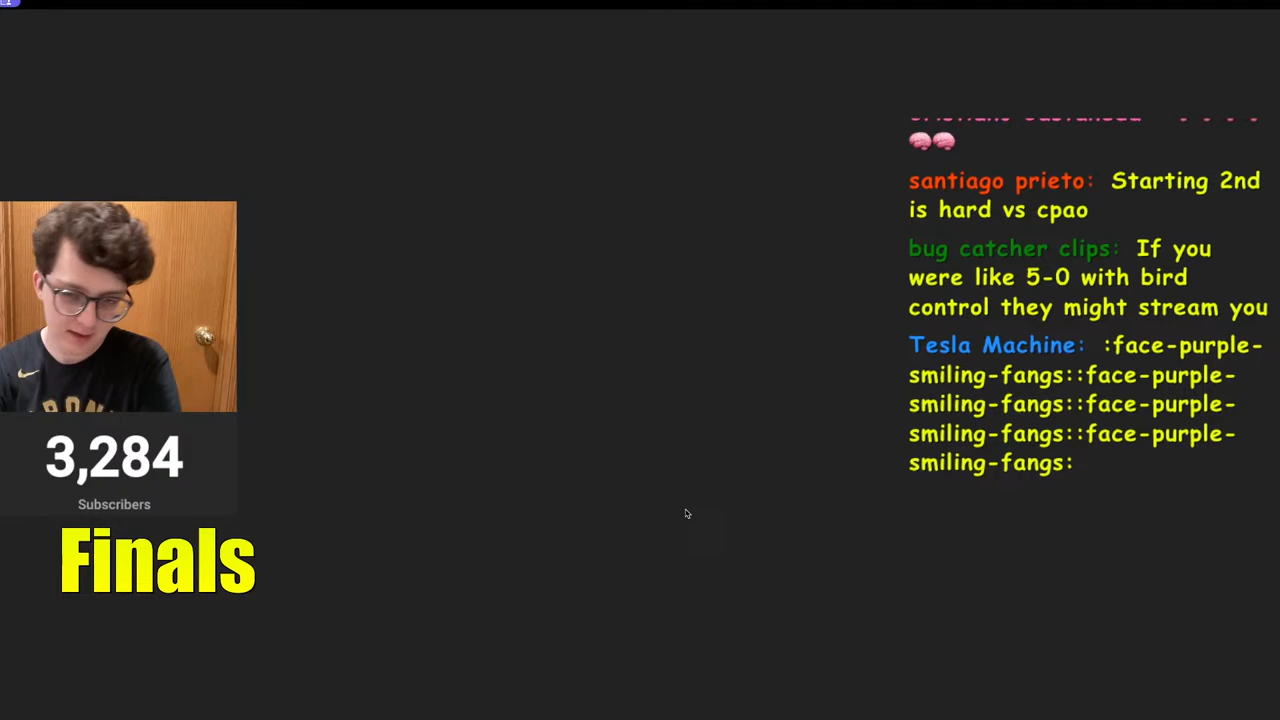 santiago prieto: Starting 2nd
is hard vs cpao
bug catcher clips: If you
were like 5-0 with bird
control they might stream you
Tesla Machine: :face-purple-
smiling-fangs::face-purple-
smiling-fangs::face-purple-
smiling-fangs::face-purple-
smiling-fangs:
3,284
Subscribers
Finals